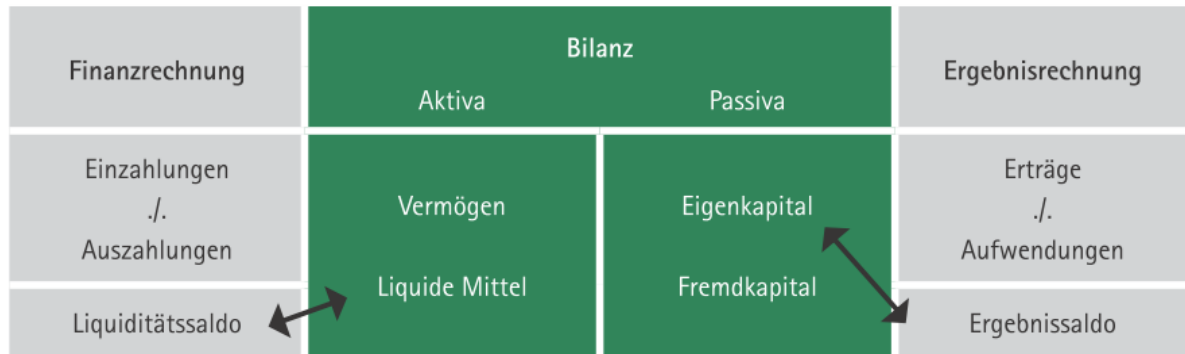 Finanzrechnung
Bilanz
Aktiva
Passiva
Ergebnisrechnung
Einzahlungen
./.
Auszahlungen
Liquiditätssaldo
Vermögen
Liquide Mittel
Eigenkapital
Fremdkapital
Erträge
./.
Aufwendungen
Ergebnissaldo